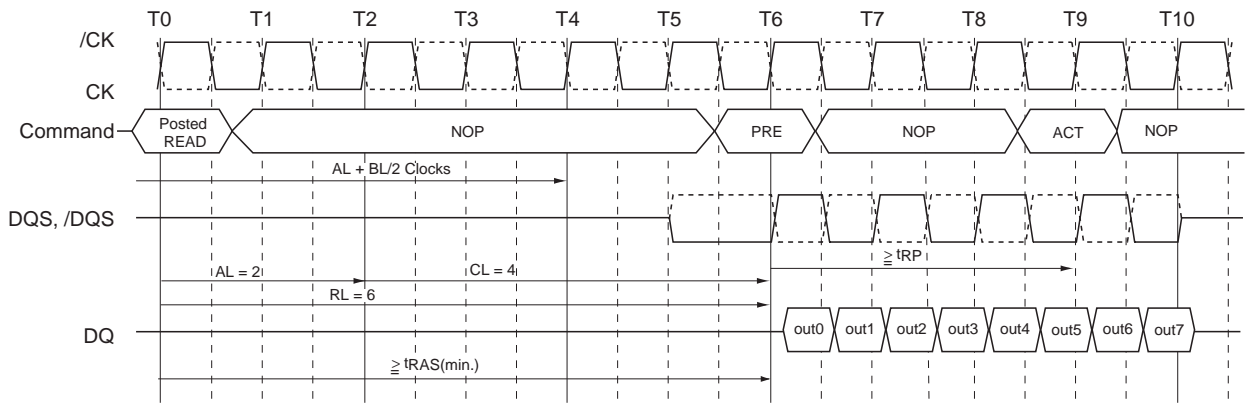 T0 T1 T2 T3 T4 T5 T6 T7 T8 T9 T10
/CK
CK
Command
Posted
READ
NOP
PRE
NOP
ACT
NOP
AL + BL/2 Clocks
DQS, /DQS
AL = 2
CL = 4
≧ tRP
RL = 6
DQ
out0 out1 out2 out3 out4 out5 out6 out7
≧ tRAS(min.)